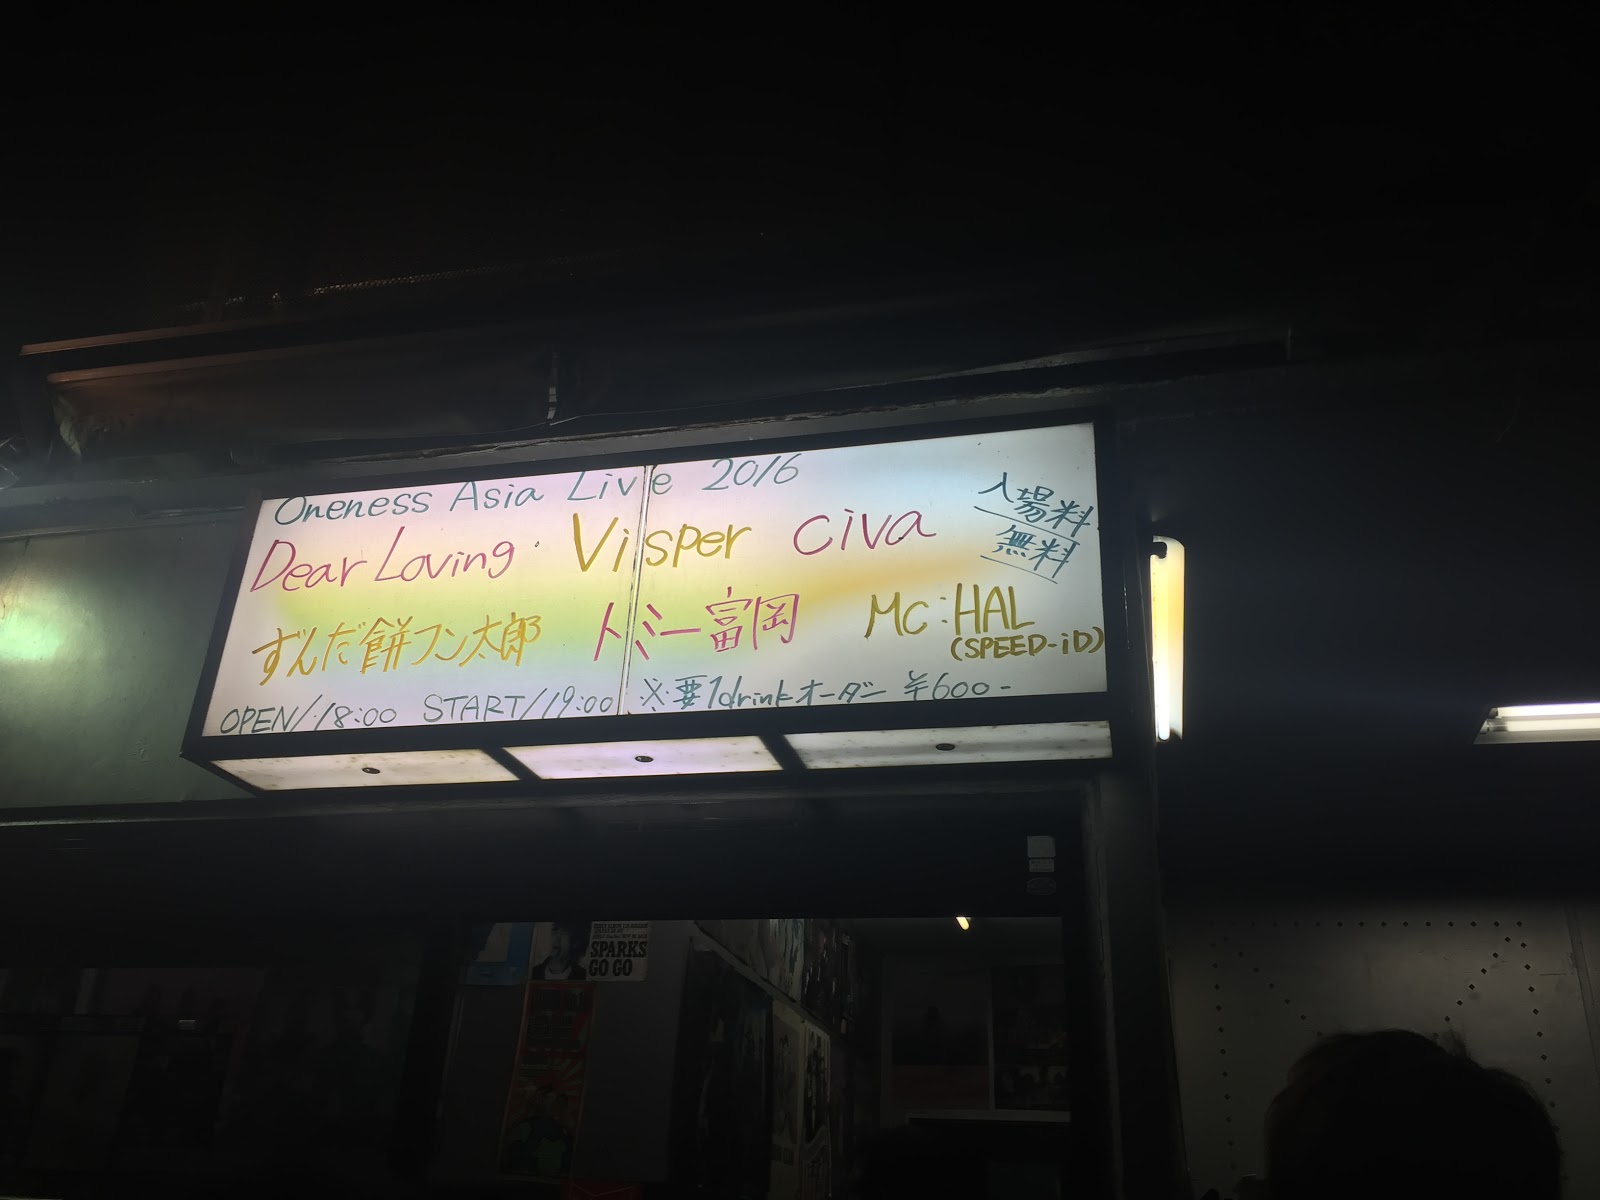 Oneness Asia Live 2016
Dear Loving Visper civa
入場料
無料
ずんだ餅フン太郎 トミー富岡 MC:HAL
(SPEED-iD)
OPEN/18:00 START/19:00 ※要1drinkオーダー ¥600-
SPARKS
GO GO